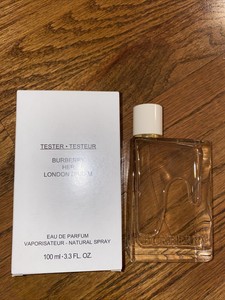 TESTER • TESTEUR
BURBERRY
HER
LONDON DREAM
EAU DE PARFUM
VAPORISATEUR - NATURAL SPRAY
100 ml·3.3 FL. OZ.